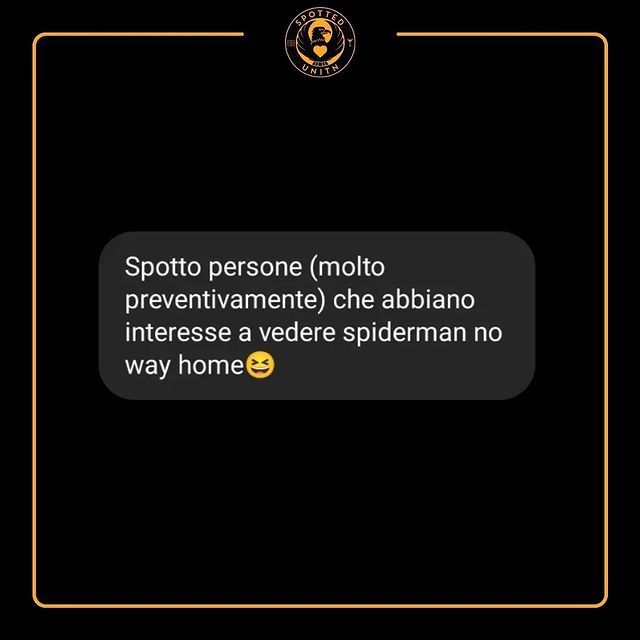 SPOTTED
UNITN
Spotto persone (molto
preventivamente) che abbiano
interesse a vedere spiderman no
way home😆